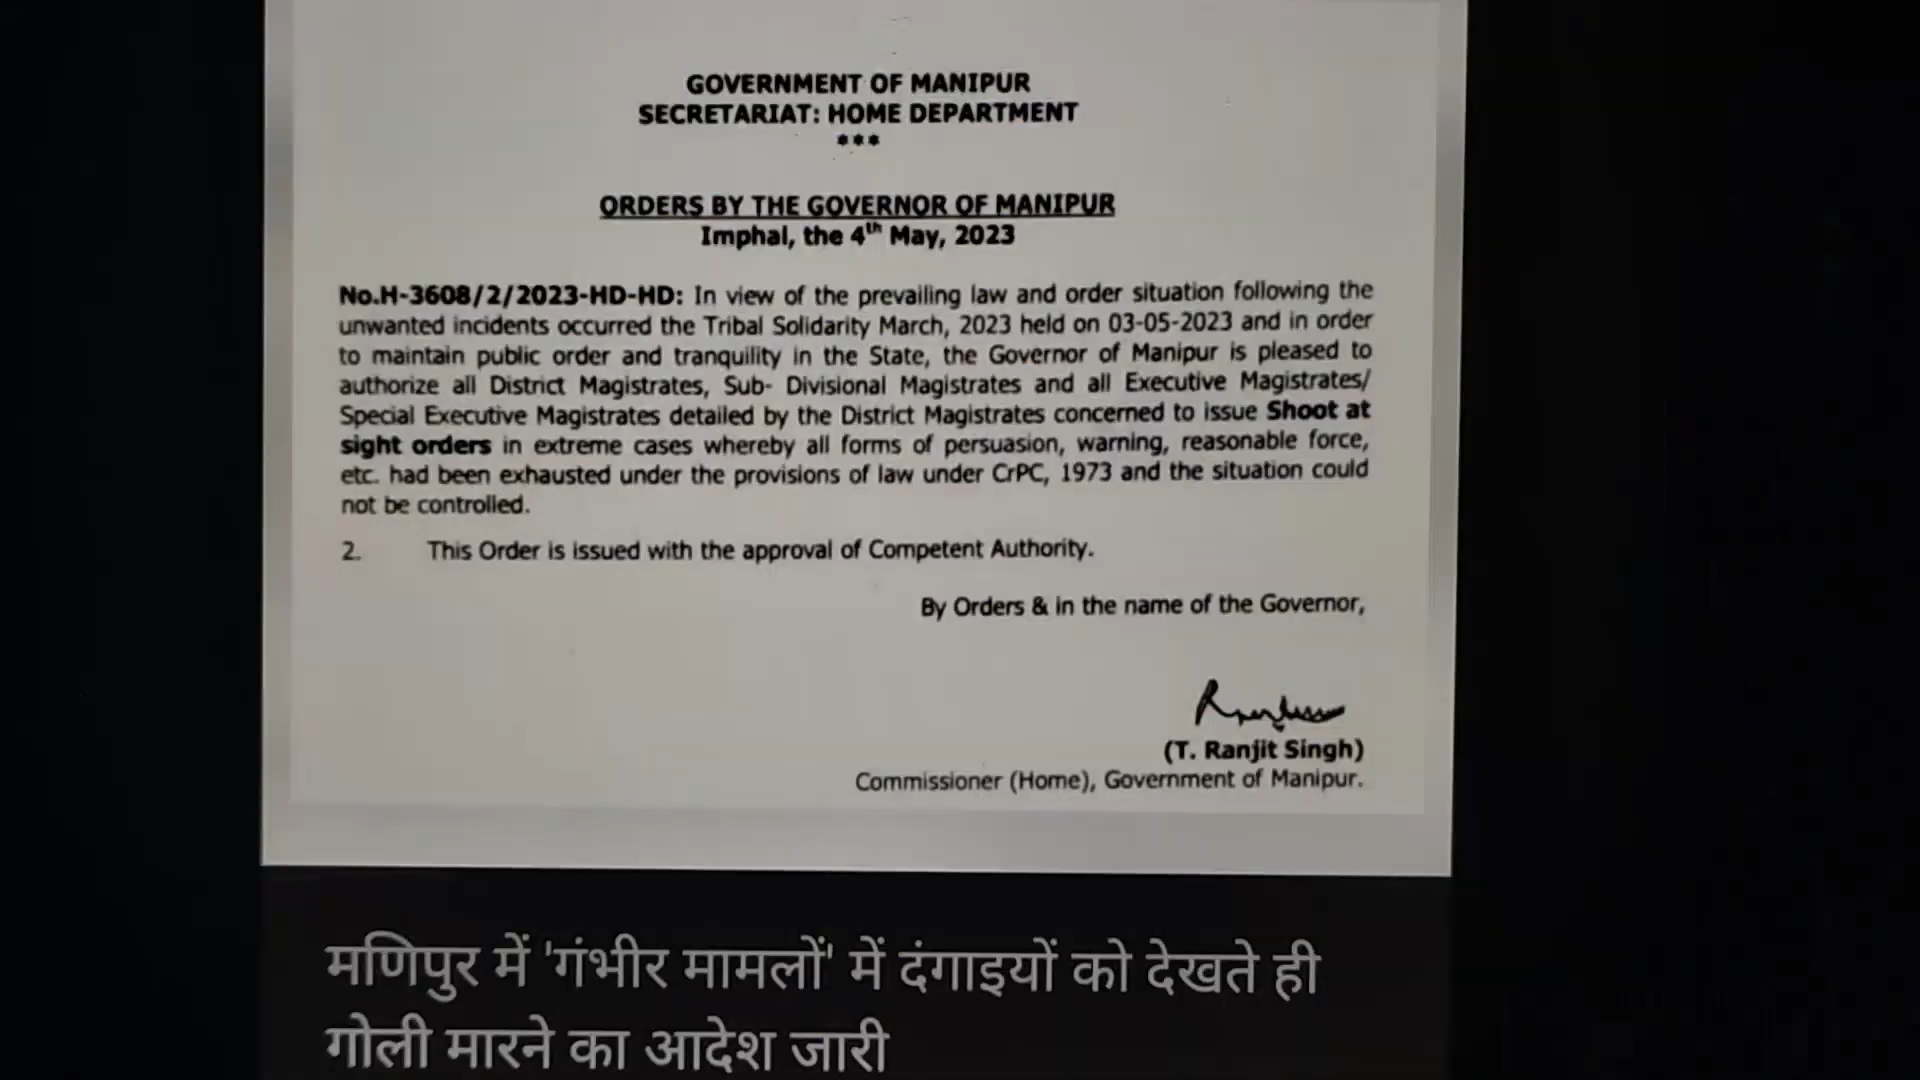 GOVERNMENT OF MANIPUR
SECRETARIAT: HOME DEPARTMENT
***
ORDERS BY THE GOVERNOR OF MANIPUR
Imphal, the 4th May, 2023
No.H-3608/2/2023-HD-HD: In view of the prevailing law and order situation following the
unwanted incidents occurred the Tribal Solidarity March, 2023 held on 03-05-2023 and in order
to maintain public order and tranquility in the State, the Governor of Manipur is pleased to
authorize all District Magistrates, Sub- Divisional Magistrates and all Executive Magistrates/
Special Executive Magistrates detailed by the District Magistrates concerned to issue Shoot at
sight orders in extreme cases whereby all forms of persuasion, warning, reasonable force,
etc. had been exhausted under the provisions of law under CrPC, 1973 and the situation could
not be controlled.
2. This Order is issued with the approval of Competent Authority.
By Orders & in the name of the Governor,
(T. Ranjit Singh)
Commissioner (Home), Government of Manipur.
मणिपुर में 'गंभीर मामलों' में दंगाइयों को देखते ही
गोली मारने का आदेश जारी